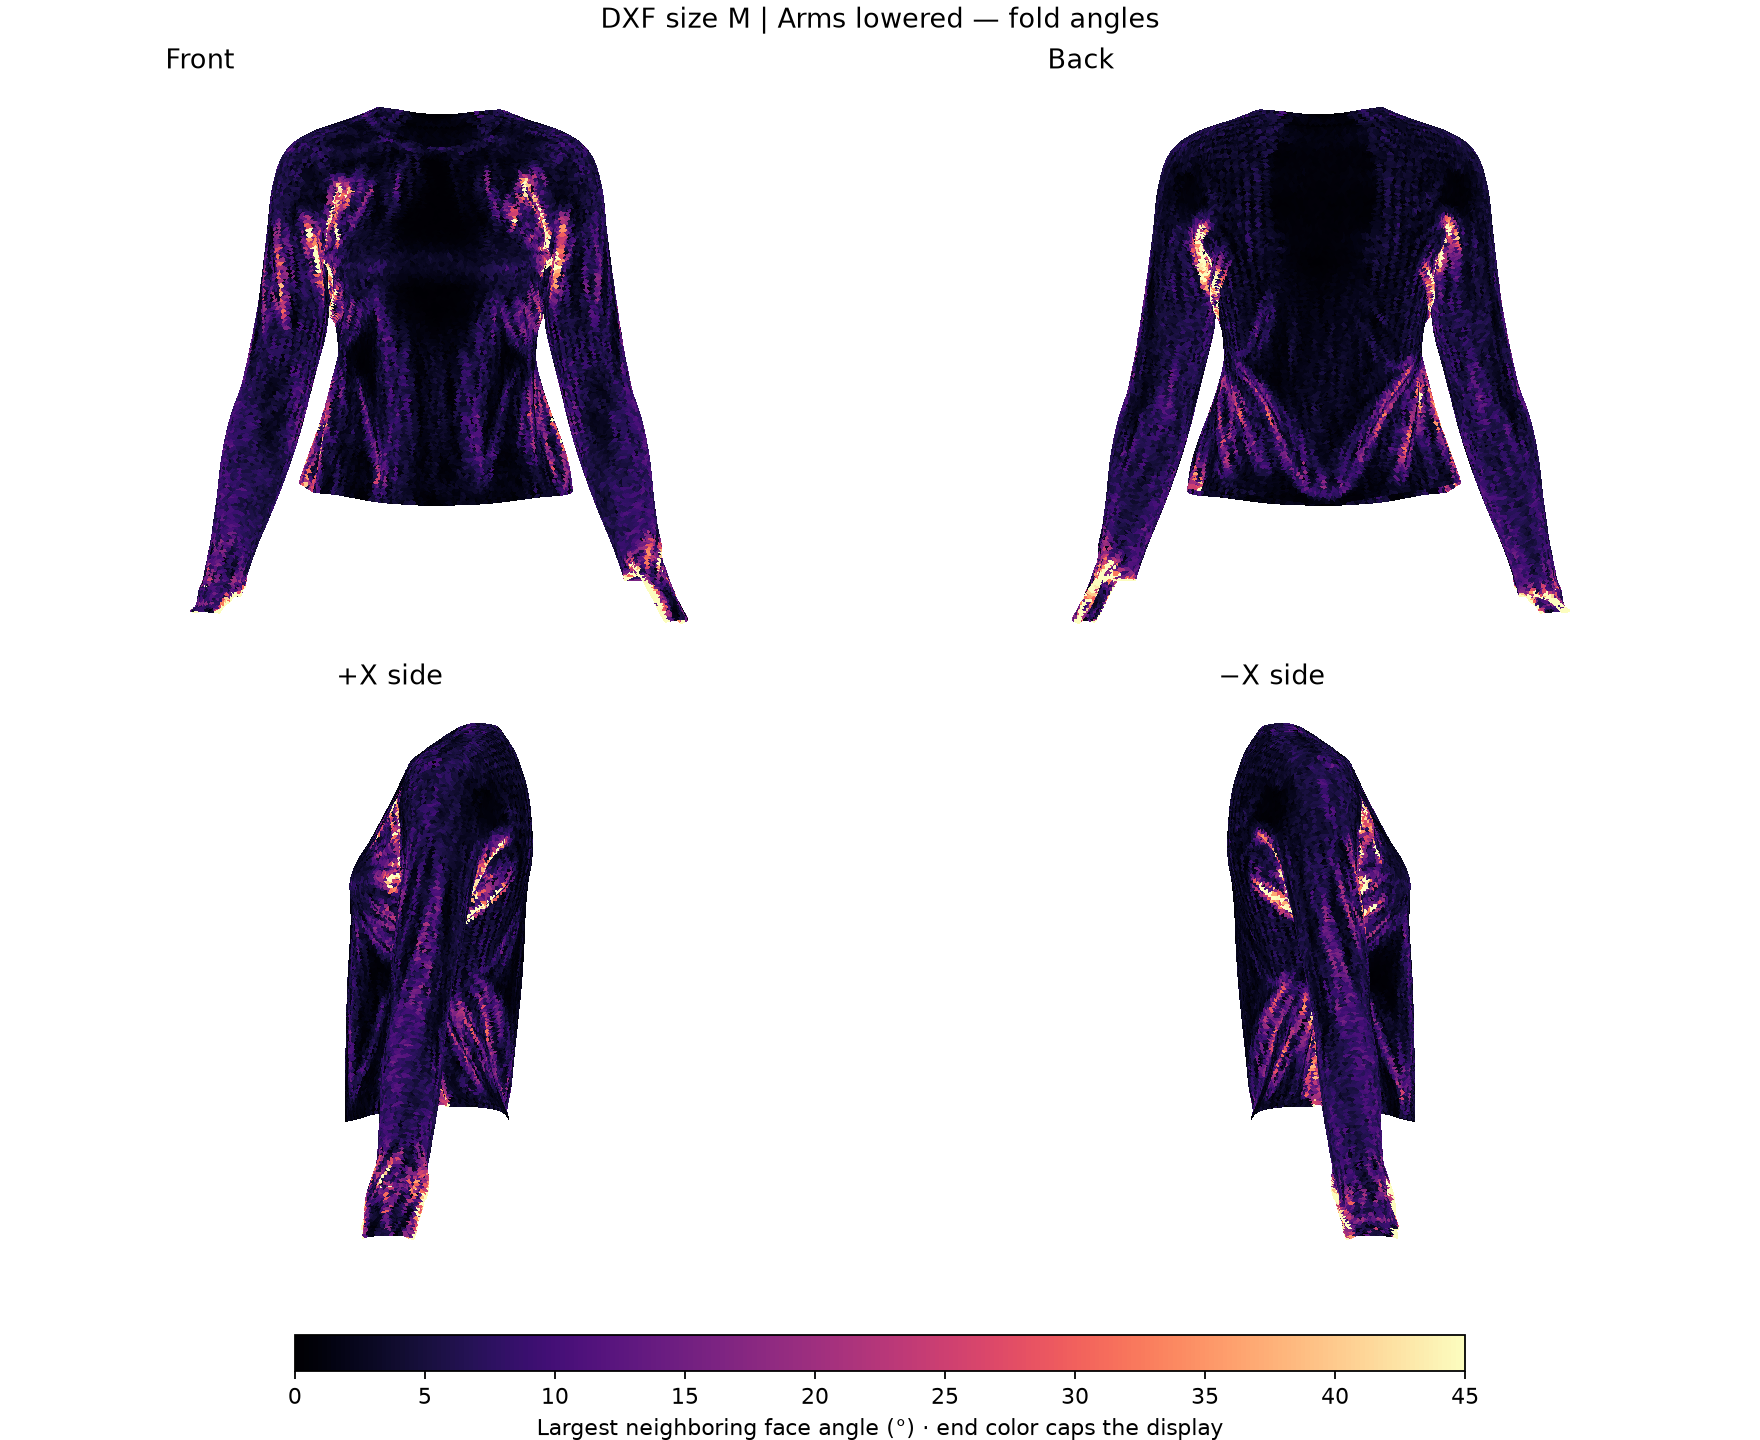 DXF size M | Arms lowered — fold angles
Front
Back
+X side
−X side
0 5 10 15 20 25 30 35 40 45
Largest neighboring face angle (°) · end color caps the display